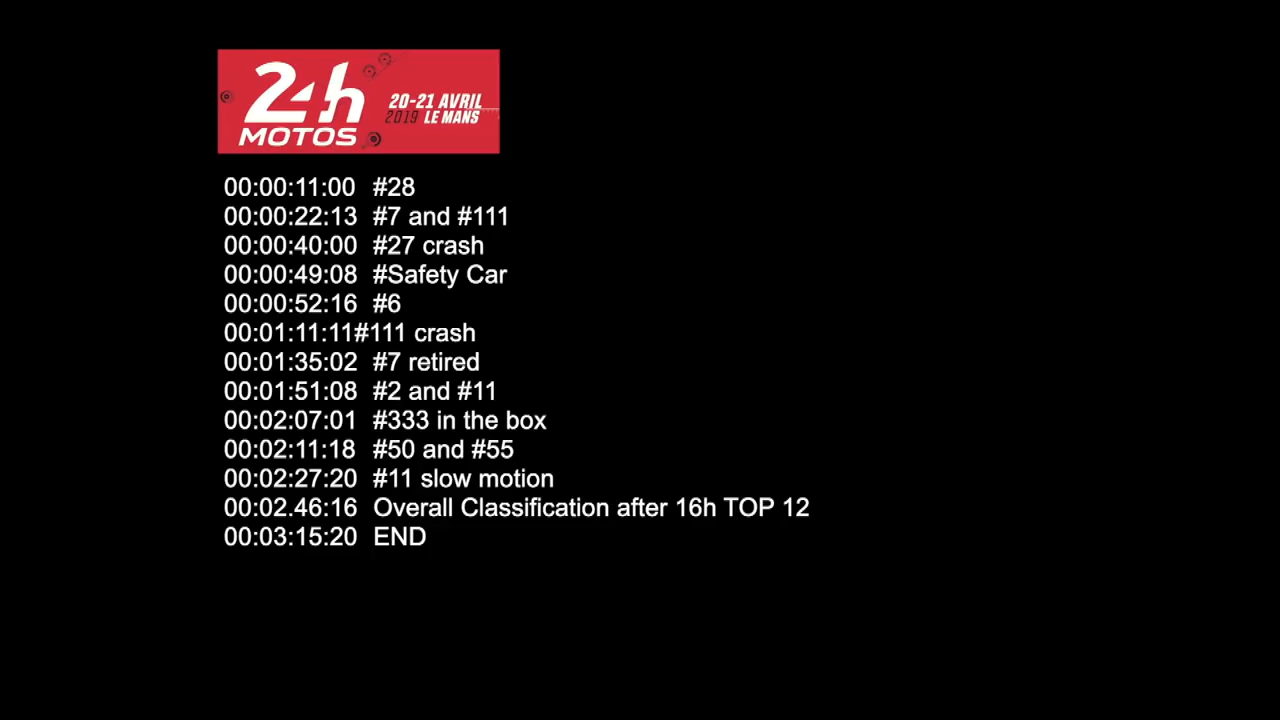 24h
MOTOS
20-21 AVRIL
2019 LE MANS
00:00:11:00 #28
00:00:22:13 #7 and #111
00:00:40:00 #27 crash
00:00:49:08 #Safety Car
00:00:52:16 #6
00:01:11:11#111 crash
00:01:35:02 #7 retired
00:01:51:08 #2 and #11
00:02:07:01 #333 in the box
00:02:11:18 #50 and #55
00:02:27:20 #11 slow motion
00:02.46:16 Overall Classification after 16h TOP 12
00:03:15:20 END